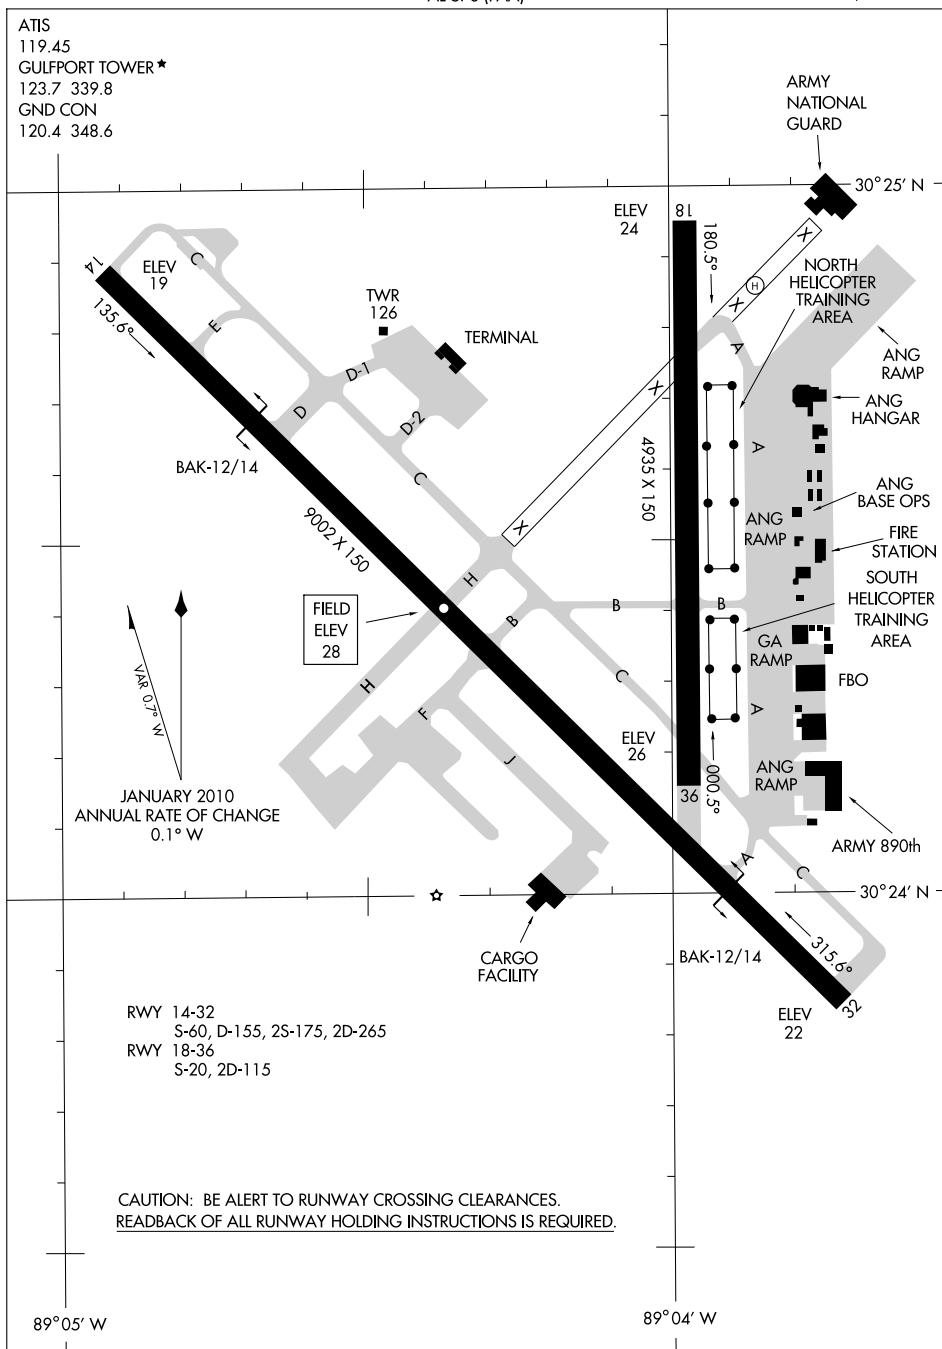 ATIS
119.45
GULFPORT TOWER★
123.7 339.8
GND CON
120.4 348.6
ARMY
NATIONAL
GUARD
30°25' N
ELEV
24
18
180.5°
X
H
X
X
X
14
ELEV
19
135.6°
C
E
TWR
126
TERMINAL
D-1
D
D-2
C
BAK-12/14
9002 X 150
NORTH
HELICOPTER
TRAINING
AREA
A
ANG
RAMP
ANG
HANGAR
4935 X 150
A
ANG
BASE OPS
ANG
RAMP
FIRE
STATION
SOUTH
HELICOPTER
TRAINING
AREA
H
B
B
B
FIELD
ELEV
28
GA
RAMP
FBO
H
C
F
A
VAR 0.7° W
JANUARY 2010
ANNUAL RATE OF CHANGE
0.1° W
J
ELEV
26
36
000.5°
ANG
RAMP
ARMY 890th
A
C
30°24' N
CARGO
FACILITY
BAK-12/14
315.6°
32
ELEV
22
RWY 14-32
S-60, D-155, 2S-175, 2D-265
RWY 18-36
S-20, 2D-115
CAUTION: BE ALERT TO RUNWAY CROSSING CLEARANCES.
READBACK OF ALL RUNWAY HOLDING INSTRUCTIONS IS REQUIRED.
89°05' W
89°04' W